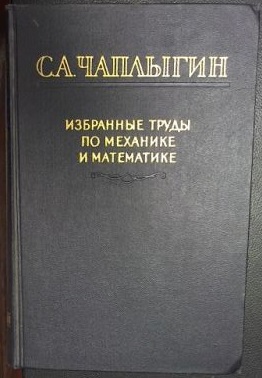 С.А.ЧАПЛЫГИН
ИЗБРАННЫЕ ТРУДЫ
ПО МЕХАНИКЕ
И МАТЕМАТИКЕ